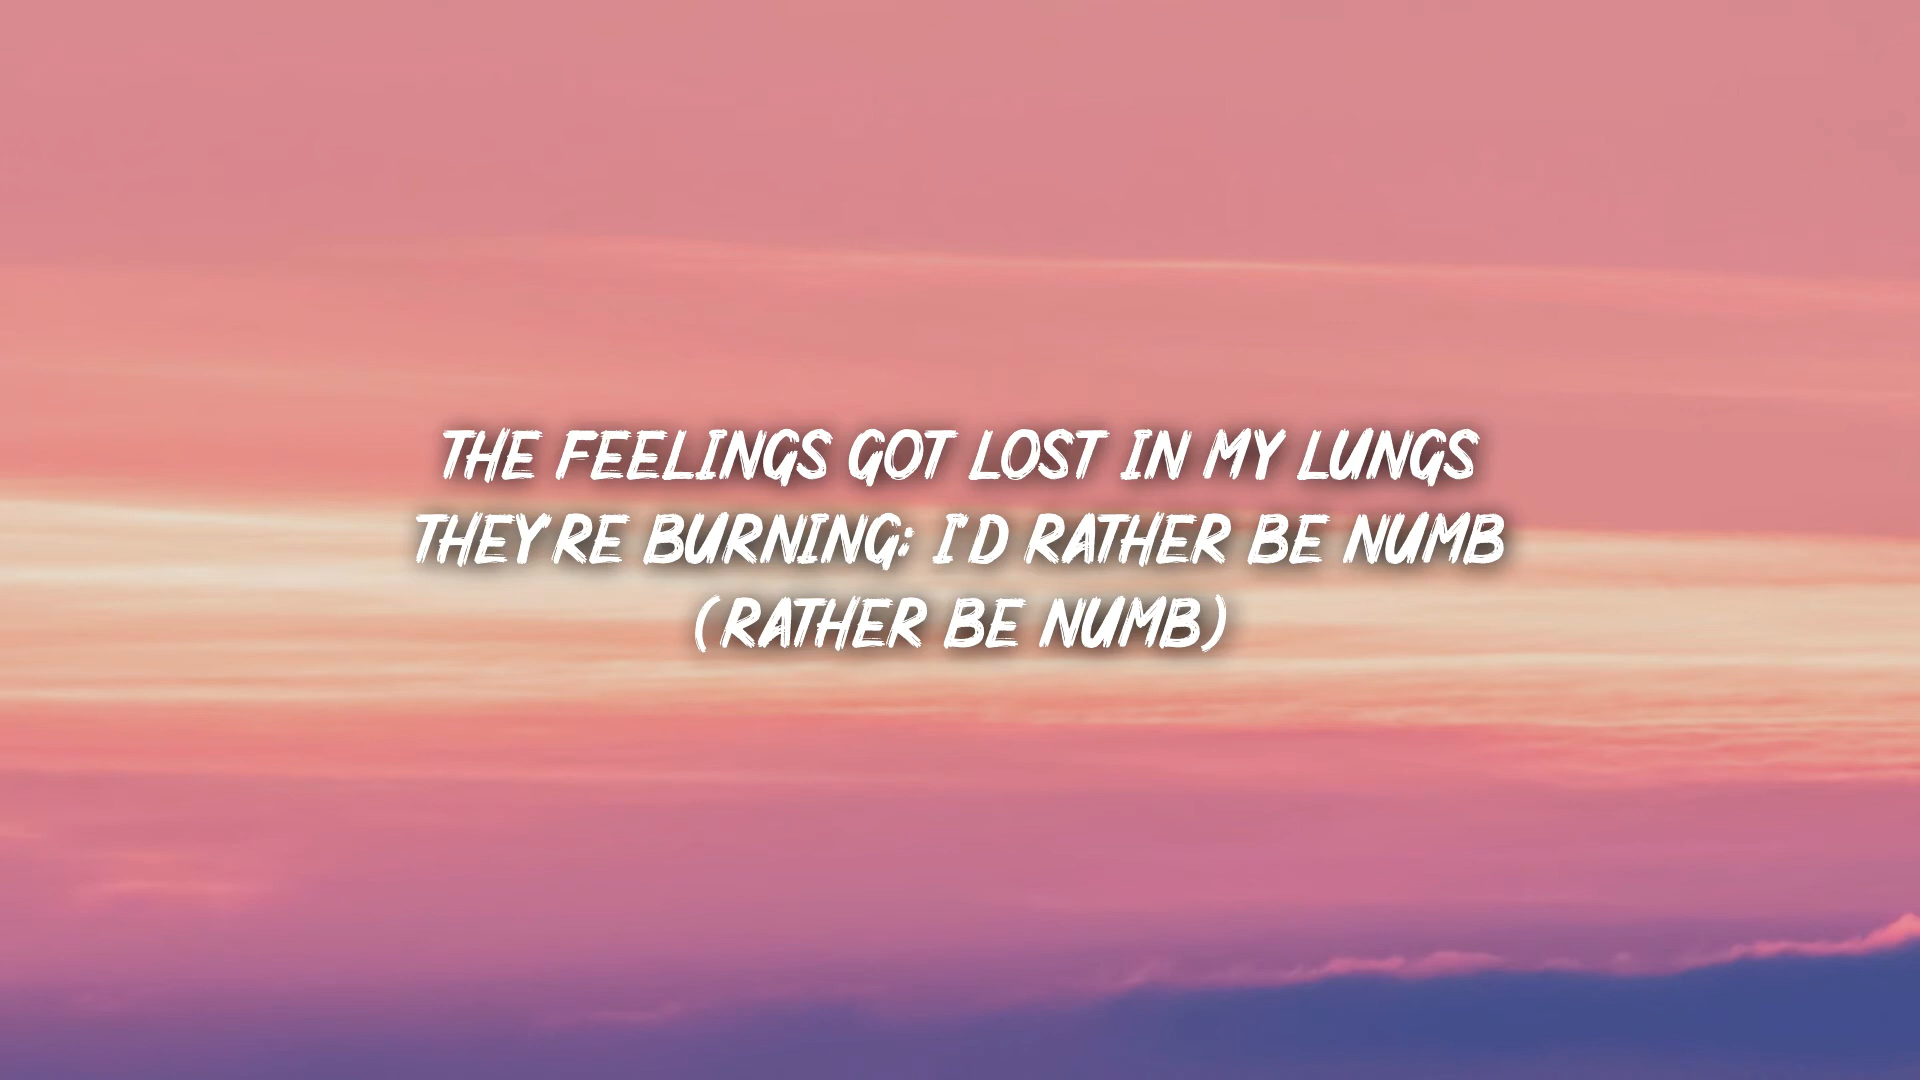 THE FEELINGS GOT LOST IN MY LUNGS
THEY'RE BURNING; I'D RATHER BE NUMB
(RATHER BE NUMB)